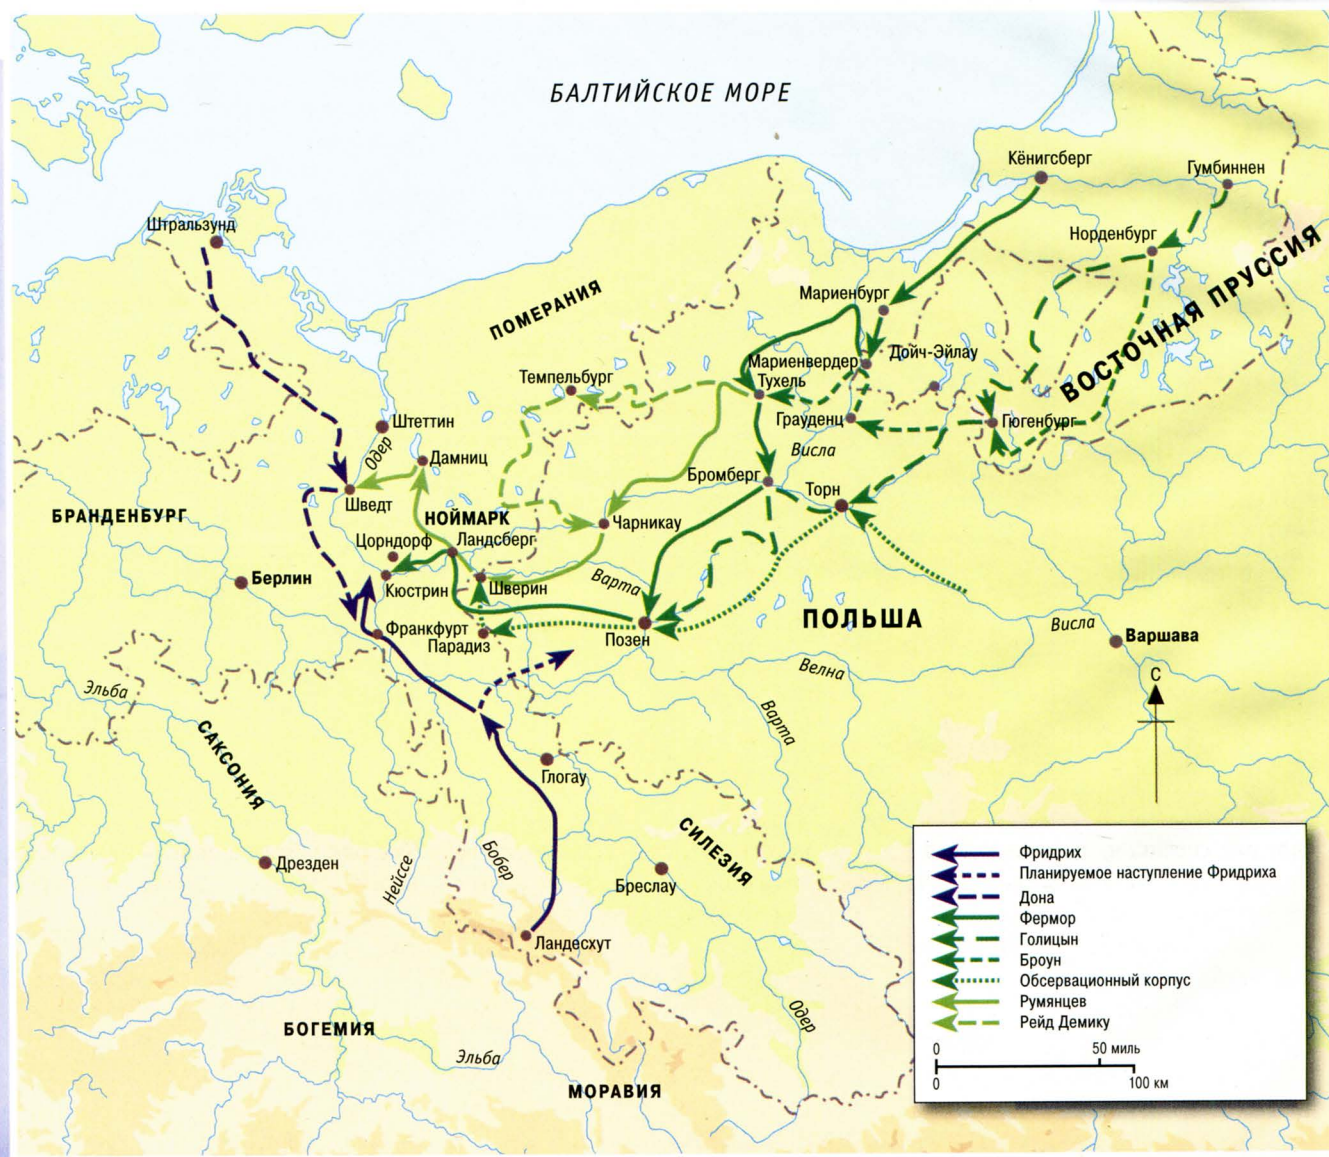 БАЛТИЙСКОЕ МОРЕ
Кёнигсберг
Гумбиннен
Штральзунд
Норденбург
ВОСТОЧНАЯ ПРУССИЯ
Мариенбург
ПОМЕРАНИЯ
Мариенвердер
Дойч-Эйлау
Темпельбург
Тухель
Грауденц
Гюгенбург
Штеттин
Одер
Висла
Дамниц
Бромберг
Торн
Шведт
БРАНДЕНБУРГ
НОЙМАРК
Чарникау
Цорндорф
Ландсберг
Берлин
Кюстрин
Шверин
Варта
ПОЛЬША
Франкфурт
Парадиз
Позен
Висла
Варшава
Велна
Эльба
С
Варта
САКСОНИЯ
Глогау
СИЛЕЗИЯ
Дрезден
Нейссе
Бобер
Бреслау
Ландесхут
Одер
БОГЕМИЯ
Эльба
МОРАВИЯ
Фридрих
Планируемое наступление Фридриха
Дона
Фермор
Голицын
Броун
Обсервационный корпус
Румянцев
Рейд Демику
0 50 миль
0 100 км